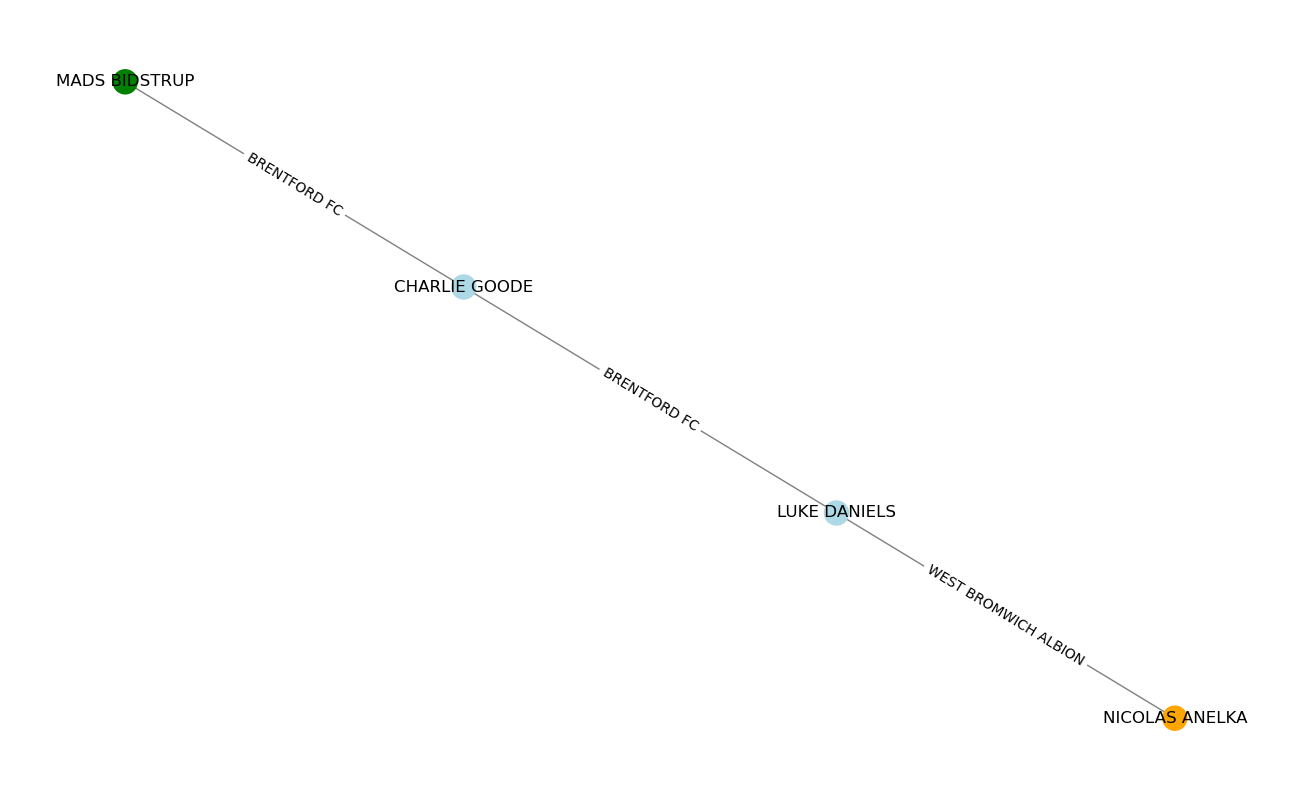 MADS BIDSTRUP
BRENTFORD FC
CHARLIE GOODE
BRENTFORD FC
LUKE DANIELS
WEST BROMWICH ALBION
NICOLAS ANELKA